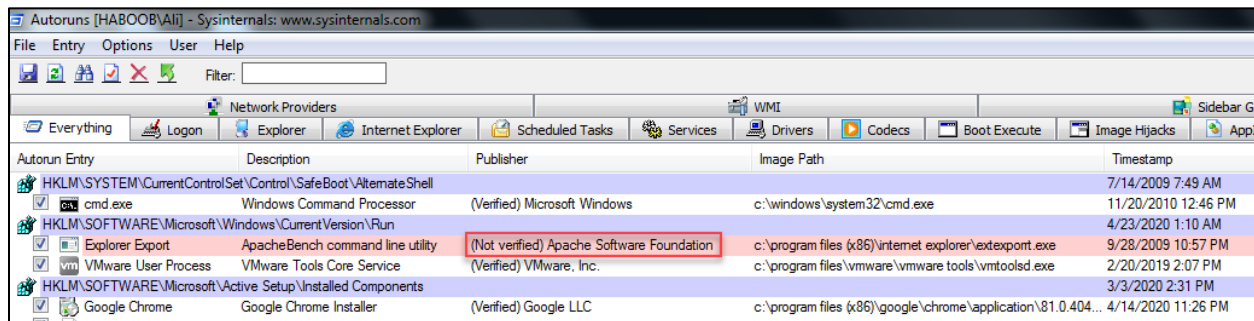 Autoruns [HABOOB\Ali] - Sysinternals: www.sysinternals.com
File Entry Options User Help
Filter:
Network Providers WMI Sidebar G
Everything Logon Explorer Internet Explorer Scheduled Tasks Services Drivers Codecs Boot Execute Image Hijacks AppI
Autorun Entry Description Publisher Image Path Timestamp
HKLM\SYSTEM\CurrentControlSet\Control\SafeBoot\AlternateShell 7/14/2009 7:49 AM
cmd.exe Windows Command Processor (Verified) Microsoft Windows c:\windows\system32\cmd.exe 11/20/2010 12:46 PM
HKLM\SOFTWARE\Microsoft\Windows\CurrentVersion\Run 4/23/2020 1:10 AM
Explorer Export ApacheBench command line utility (Not verified) Apache Software Foundation c:\program files (x86)\internet explorer\extexport.exe 9/28/2009 10:57 PM
VMware User Process VMware Tools Core Service (Verified) VMware, Inc. c:\program files\vmware\vmware tools\vmtoolsd.exe 2/20/2019 2:07 PM
HKLM\SOFTWARE\Microsoft\Active Setup\Installed Components 3/3/2020 2:31 PM
Google Chrome Google Chrome Installer (Verified) Google LLC c:\program files (x86)\google\chrome\application\81.0.404... 4/14/2020 11:26 PM